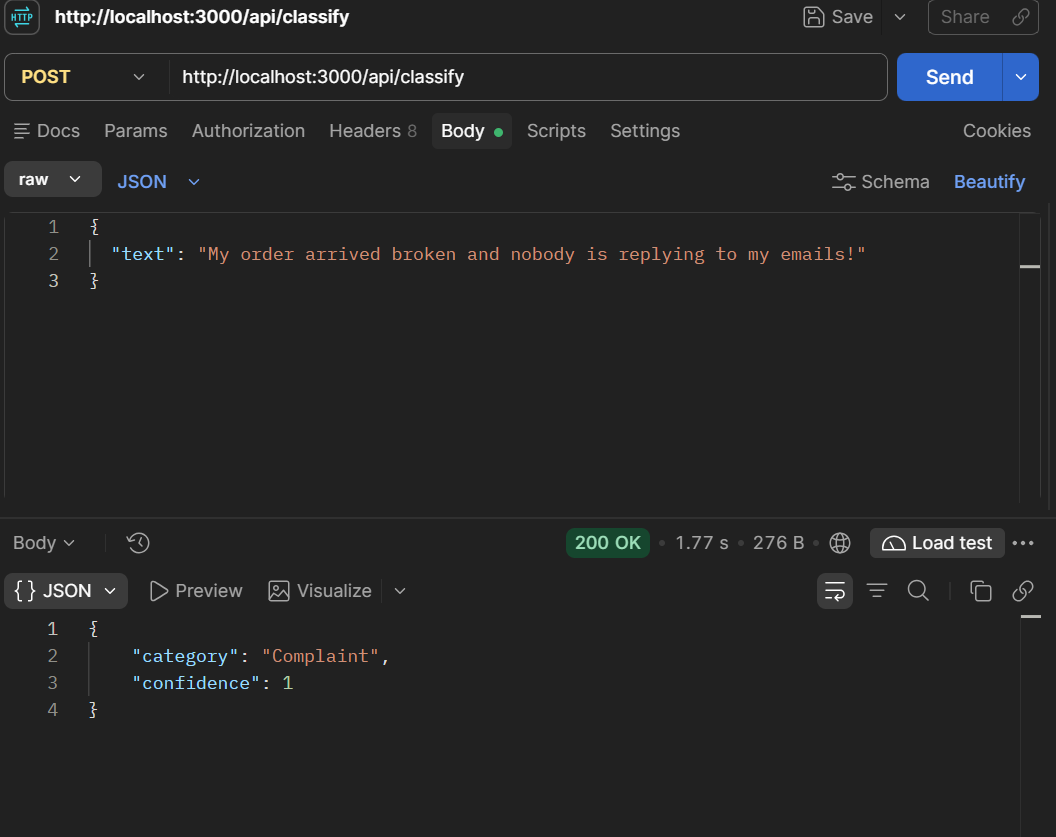 HTTP http://localhost:3000/api/classify Save Share
POST http://localhost:3000/api/classify Send
Docs Params Authorization Headers 8 Body Scripts Settings Cookies
raw JSON Schema Beautify
1 {
2 "text": "My order arrived broken and nobody is replying to my emails!"
3 }
Body 200 OK • 1.77 s • 276 B • Load test
{} JSON Preview Visualize
1 {
2 "category": "Complaint",
3 "confidence": 1
4 }